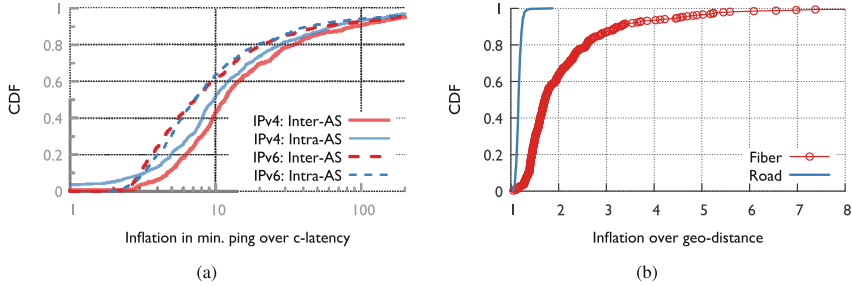 1
0.8
0.6
0.4
0.2
0
CDF
1 10 100
IPv4: Inter-AS
IPv4: Intra-AS
IPv6: Inter-AS
IPv6: Intra-AS
Inflation in min. ping over c-latency
(a)
1
0.8
0.6
0.4
0.2
0
CDF
1 2 3 4 5 6 7 8
Fiber
Road
Inflation over geo-distance
(b)